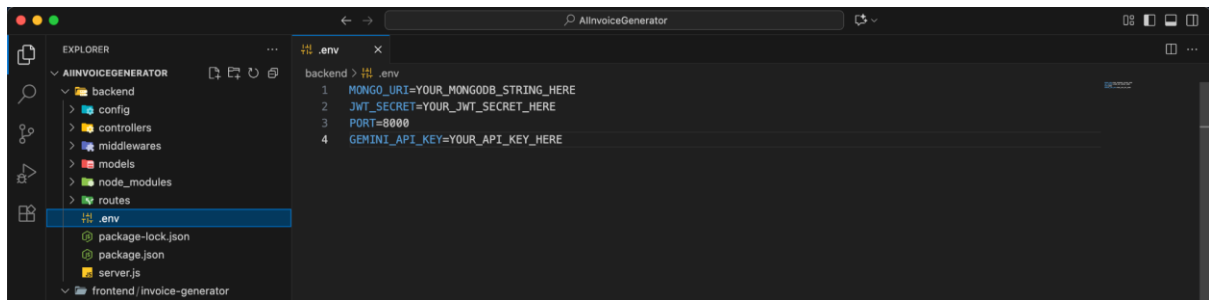 AIInvoiceGenerator
EXPLORER
.env
AIINVOICEGENERATOR
backend > .env
backend
config
controllers
middlewares
models
node_modules
routes
.env
package-lock.json
package.json
server.js
frontend/invoice-generator
1 MONGO_URI=YOUR_MONGODB_STRING_HERE
2 JWT_SECRET=YOUR_JWT_SECRET_HERE
3 PORT=8000
4 GEMINI_API_KEY=YOUR_API_KEY_HERE